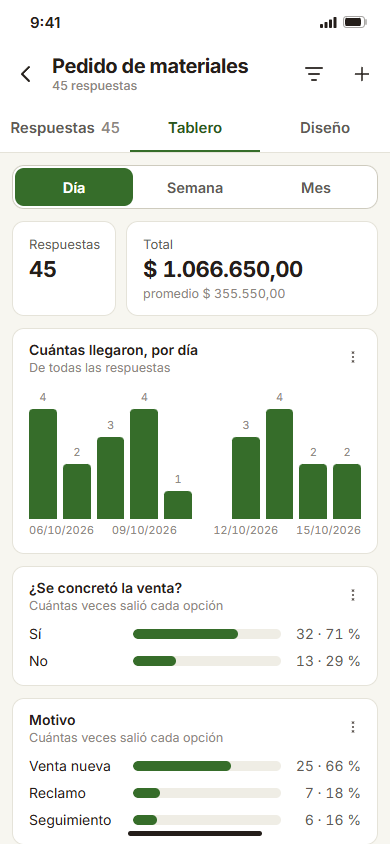 9:41
Pedido de materiales
45 respuestas
Respuestas 45
Tablero
Diseño
Día
Semana
Mes
Respuestas
45
Total
$ 1.066.650,00
promedio $ 355.550,00
Cuántas llegaron, por día
De todas las respuestas
4 2 3 4 1 3 4 2 2
06/10/2026 09/10/2026 12/10/2026 15/10/2026
¿Se concretó la venta?
Cuántas veces salió cada opción
Sí 32 · 71 %
No 13 · 29 %
Motivo
Cuántas veces salió cada opción
Venta nueva 25 · 66 %
Reclamo 7 · 18 %
Seguimiento 6 · 16 %